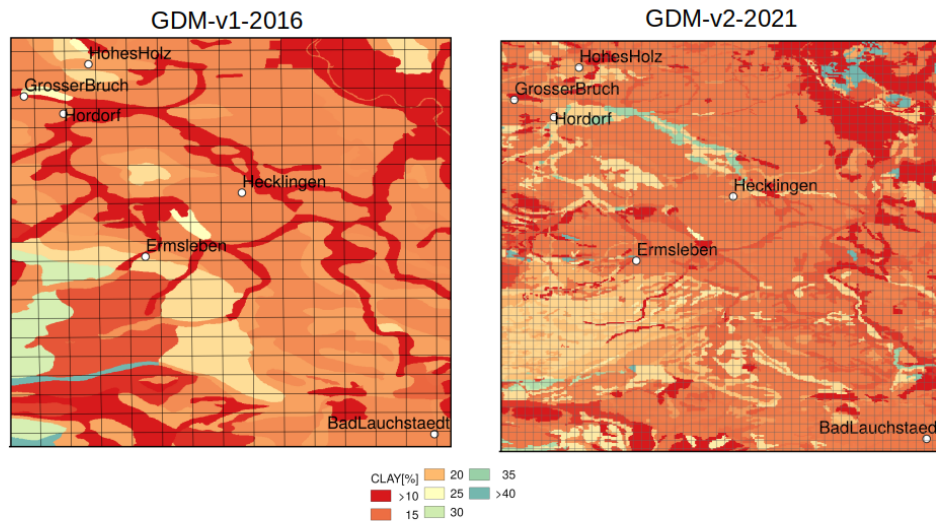 GDM-v1-2016
GDM-v2-2021
HohesHolz
GrosserBruch
Hordorf
Hecklingen
Ermsleben
BadLauchstaedt
HohesHolz
GrosserBruch
Hordorf
Hecklingen
Ermsleben
BadLauchstaedt
CLAY[%]
>10
15
20
25
30
35
>40